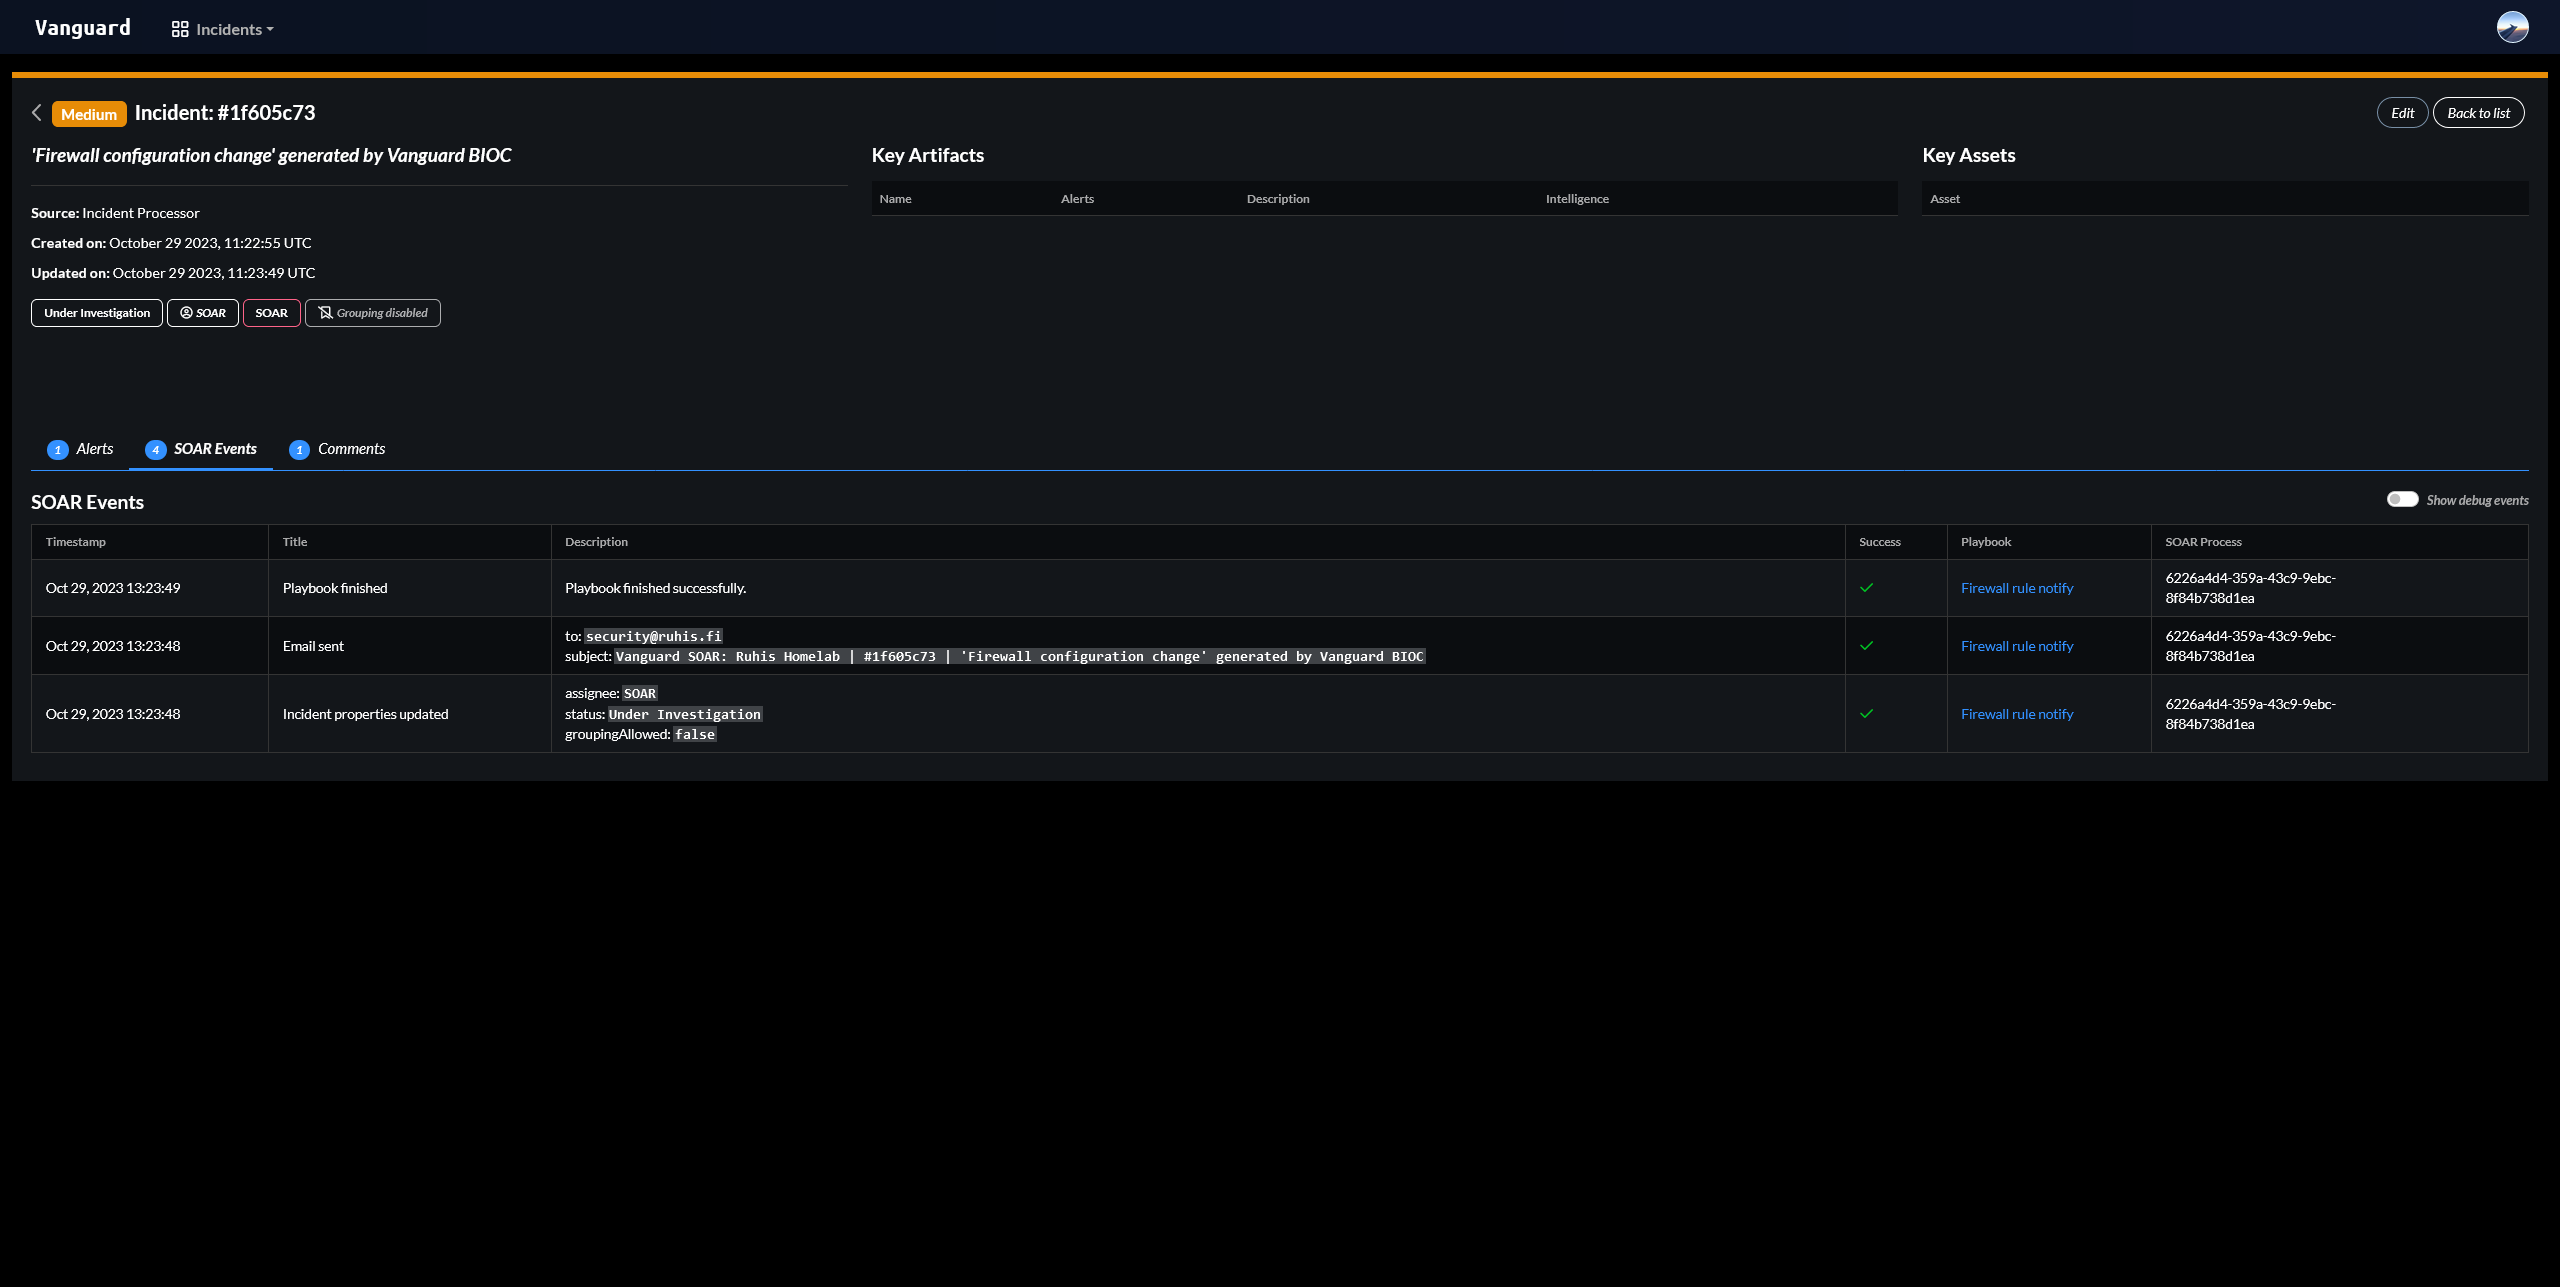 Vanguard
Incidents
Medium Incident: #1f605c73
Edit
Back to list
'Firewall configuration change' generated by Vanguard BIOC
Source: Incident Processor
Created on: October 29 2023, 11:22:55 UTC
Updated on: October 29 2023, 11:23:49 UTC
Under Investigation
SOAR
SOAR
Grouping disabled
Key Artifacts
Name Alerts Description Intelligence
Key Assets
Asset
1 Alerts
4 SOAR Events
1 Comments
SOAR Events
Show debug events
Timestamp Title Description Success Playbook SOAR Process
Oct 29, 2023 13:23:49
Playbook finished
Playbook finished successfully.
Firewall rule notify
6226a4d4-359a-43c9-9ebc-
8f84b738d1ea
Oct 29, 2023 13:23:48
Email sent
to: security@ruhis.fi
subject: Vanguard SOAR: Ruhis Homelab | #1f605c73 | 'Firewall configuration change' generated by Vanguard BIOC
Firewall rule notify
6226a4d4-359a-43c9-9ebc-
8f84b738d1ea
Oct 29, 2023 13:23:48
Incident properties updated
assignee: SOAR
status: Under Investigation
groupingAllowed: false
Firewall rule notify
6226a4d4-359a-43c9-9ebc-
8f84b738d1ea